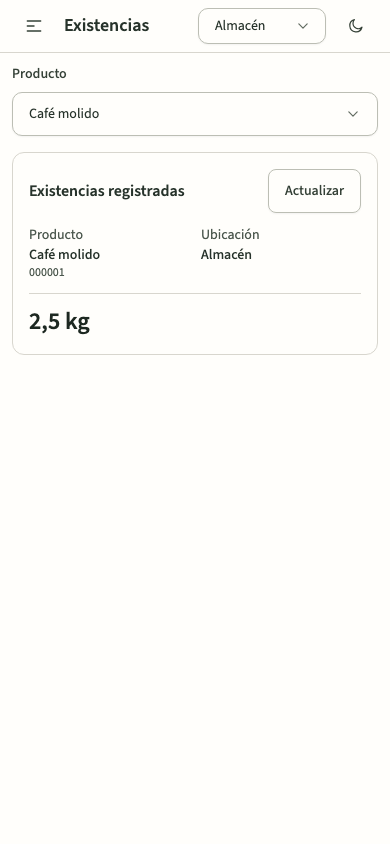 Existencias
Almacén
Producto
Café molido
Existencias registradas
Actualizar
Producto
Ubicación
Café molido
Almacén
000001
2,5 kg